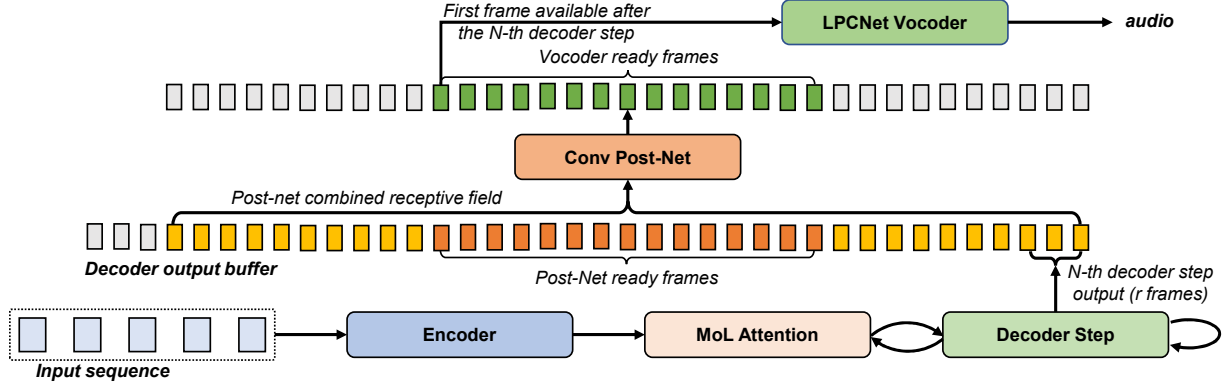 First frame available after
the N-th decoder step
LPCNet Vocoder
audio
Vocoder ready frames
Conv Post-Net
Post-net combined receptive field
Decoder output buffer
Post-Net ready frames
N-th decoder step
output (r frames)
Encoder
MoL Attention
Decoder Step
Input sequence